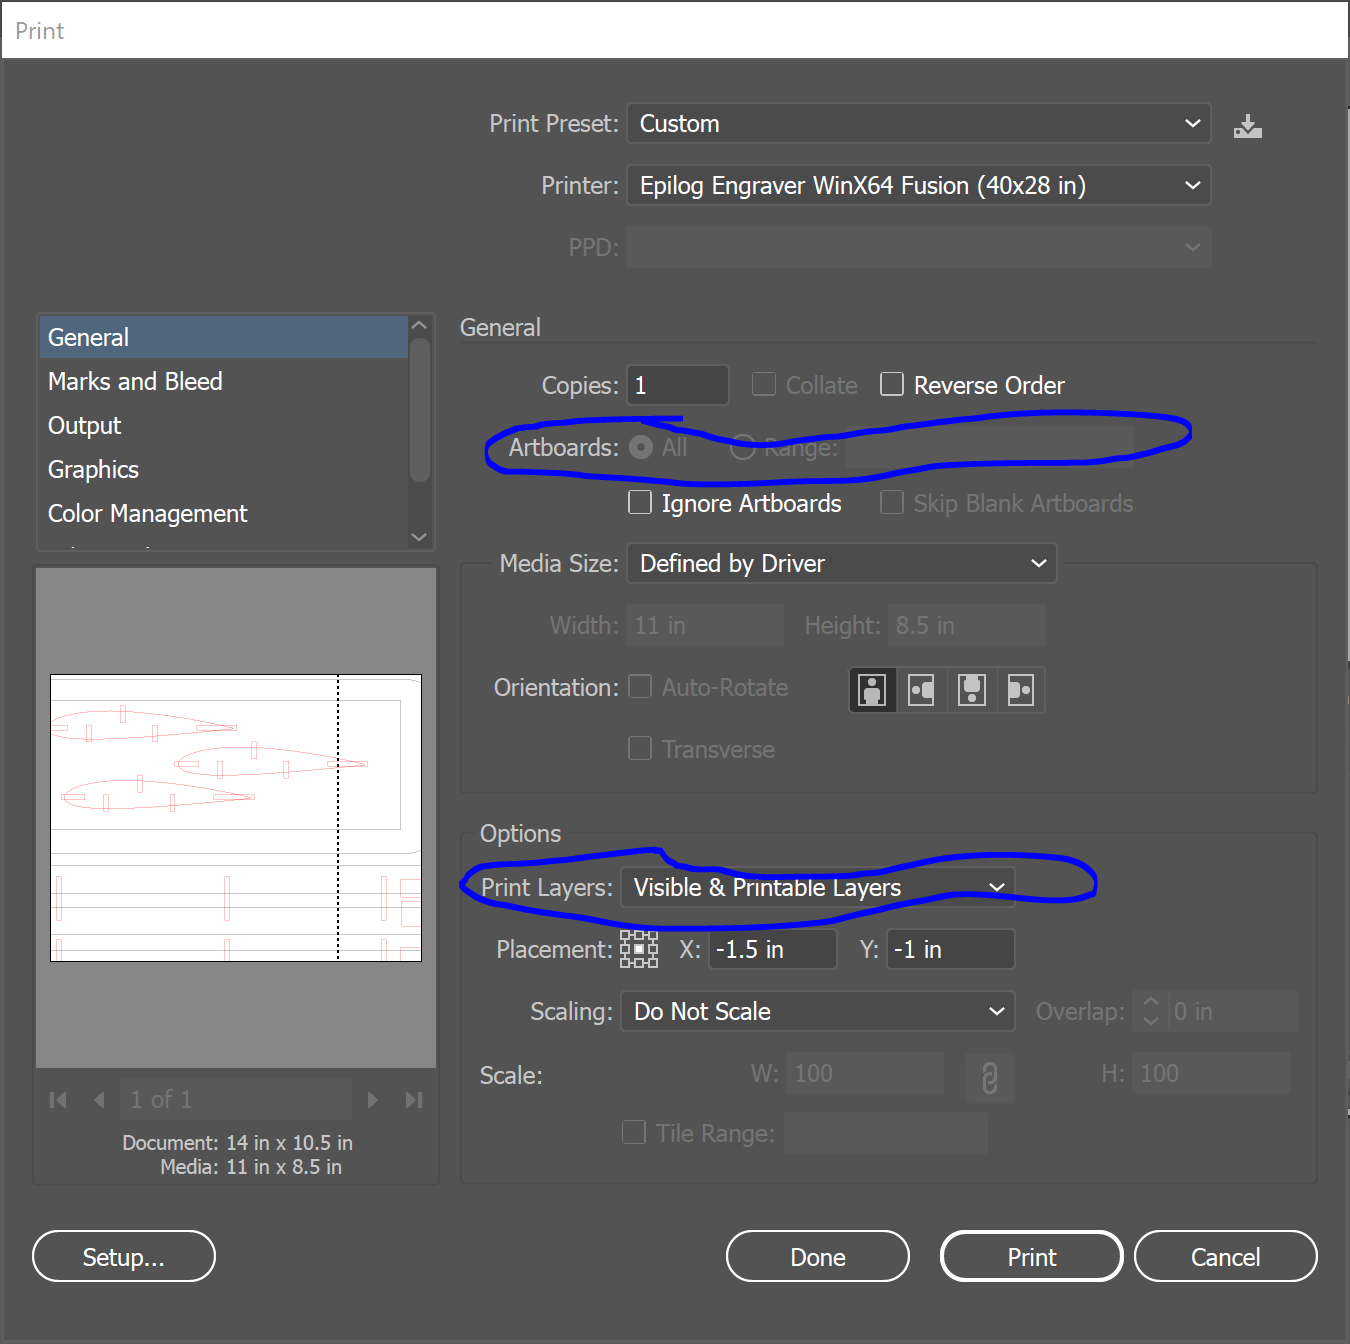 Print
Print Preset: Custom
Printer: Epilog Engraver WinX64 Fusion (40x28 in)
PPD:
General
Marks and Bleed
Output
Graphics
Color Management
General
Copies: 1 Collate Reverse Order
Artboards: All Range:
Ignore Artboards Skip Blank Artboards
Media Size: Defined by Driver
Width: 11 in Height: 8.5 in
Orientation: Auto-Rotate
Transverse
Options
Print Layers: Visible & Printable Layers
Placement: X: -1.5 in Y: -1 in
Scaling: Do Not Scale Overlap: 0 in
Scale: W: 100 H: 100
Tile Range:
1 of 1
Document: 14 in x 10.5 in
Media: 11 in x 8.5 in
Setup... Done Print Cancel